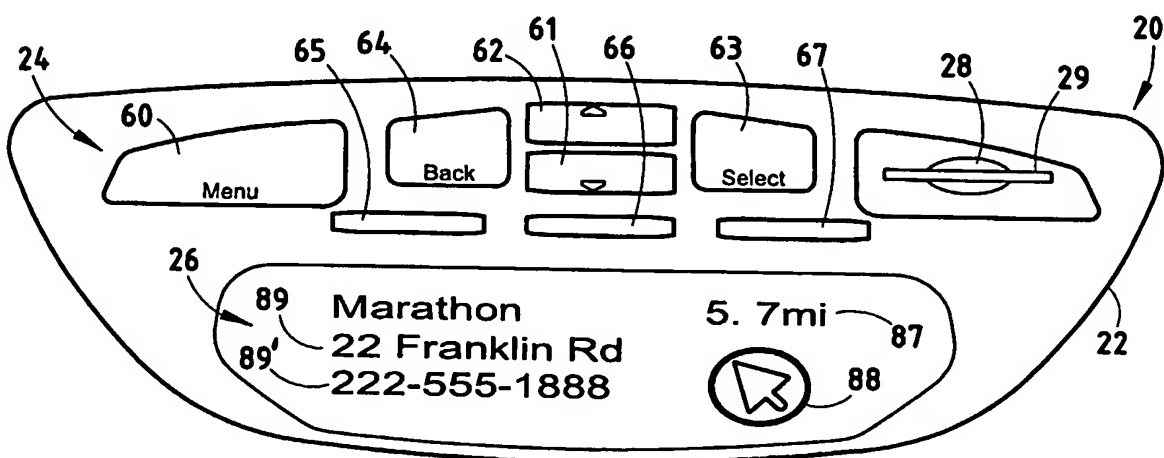 61
64 62 66 63 67 20
65 28 29
24
60
Back Select
Menu
26
89 Marathon 5. 7mi 87
22 Franklin Rd 22
89' 222-555-1888 88